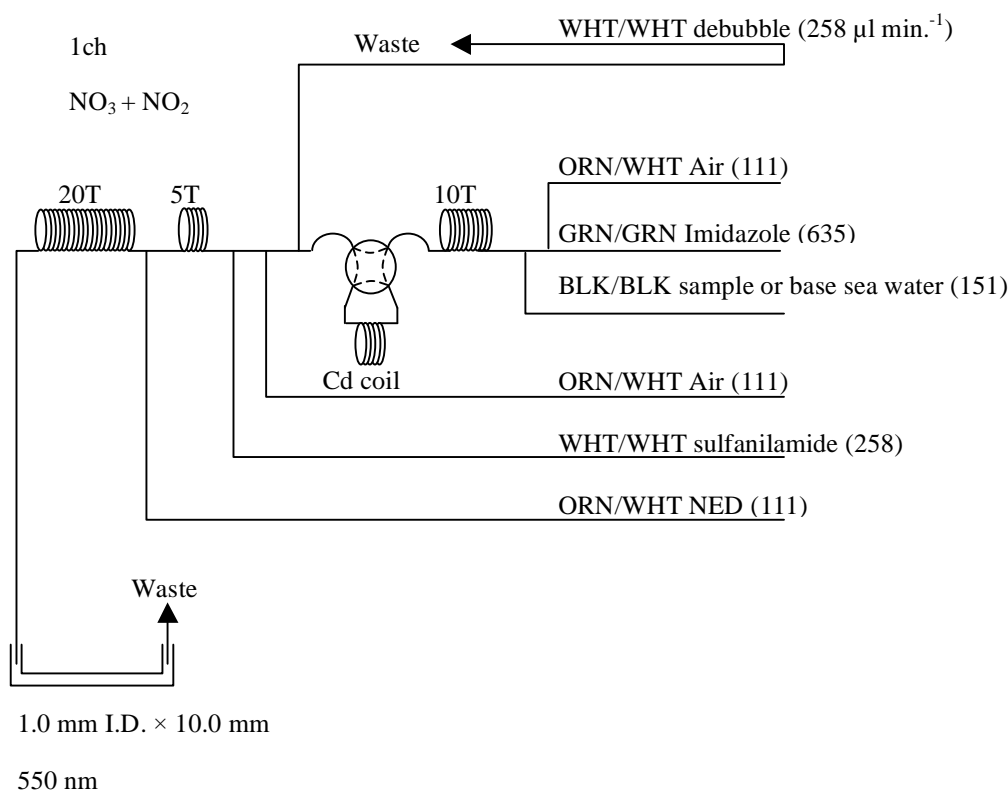 WHT/WHT debubble (258 µl min.-1)
Waste
1ch
NO3 + NO2
ORN/WHT Air (111)
20T
5T
10T
GRN/GRN Imidazole (635)
BLK/BLK sample or base sea water (151)
Cd coil
ORN/WHT Air (111)
WHT/WHT sulfanilamide (258)
ORN/WHT NED (111)
Waste
1.0 mm I.D. × 10.0 mm
550 nm